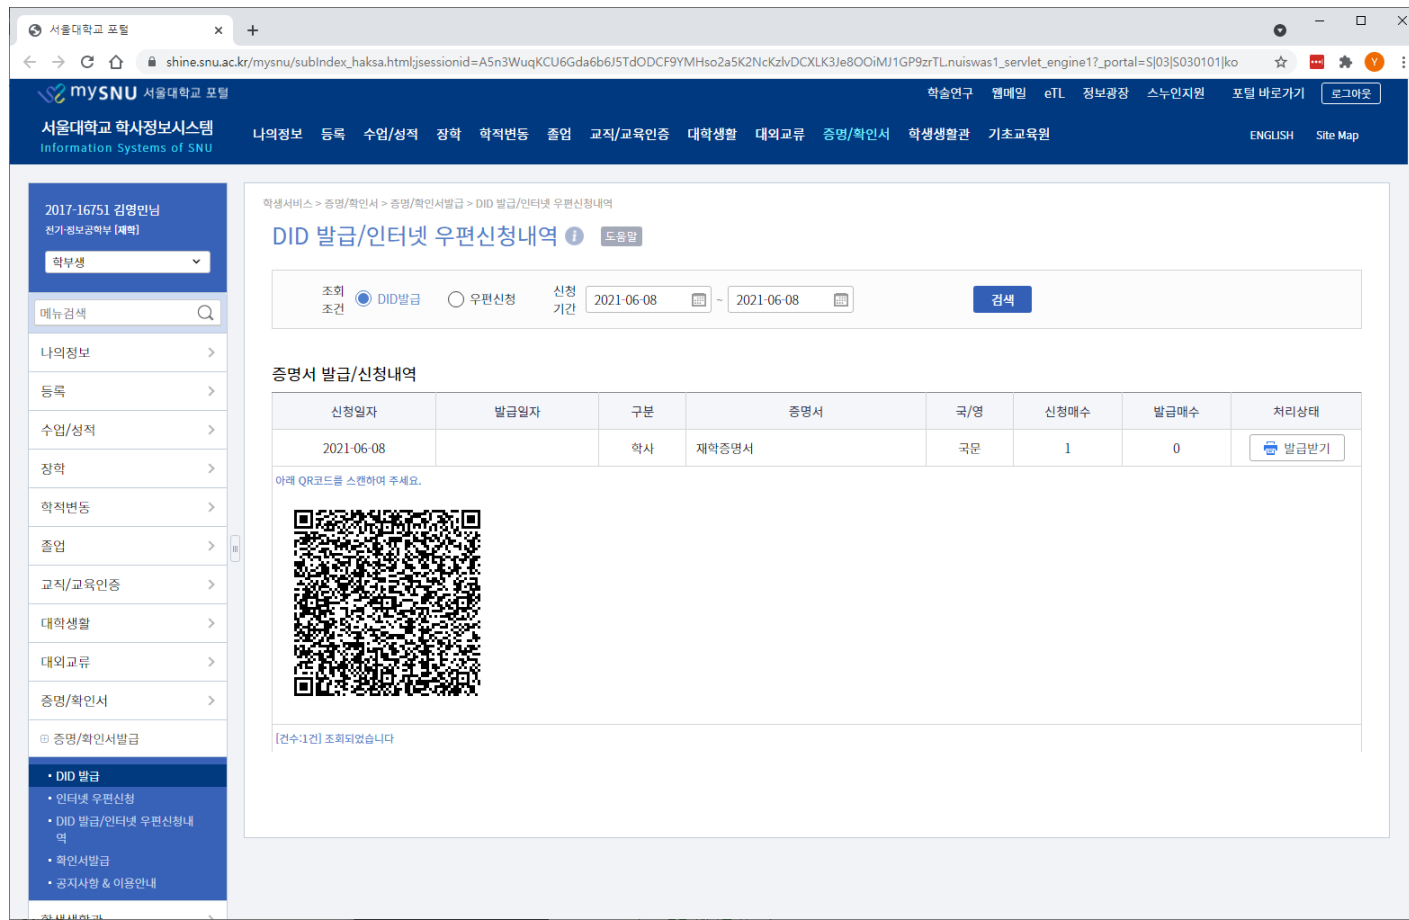 서울대학교 포털
shine.snu.ac.kr/mysnu/subIndex_haksa.html;jsessionid=A5n3WuqKCU6Gda6b6J5TdODCF9YMHso2a5K2NcKzlvDCXLK3Je8OOiMJ1GP9zrTL.nuiswas1_servlet_engine1?_portal=S|03|S030101|ko
Y
mySNU 서울대학교 포털
학술연구 웹메일 eTL 정보광장 스누인지원 포털 바로가기 로그아웃
서울대학교 학사정보시스템
Information Systems of SNU
나의정보 등록 수업/성적 장학 학적변동 졸업 교직/교육인증 대학생활 대외교류 증명/확인서 학생생활관 기초교육원
ENGLISH Site Map
2017-16751 김영민님
전기·정보공학부 [재학]
학부생
메뉴검색
나의정보
등록
수업/성적
장학
학적변동
졸업
교직/교육인증
대학생활
대외교류
증명/확인서
증명/확인서발급
• DID 발급
• 인터넷 우편신청
• DID 발급/인터넷 우편신청내
역
• 확인서발급
• 공지사항 & 이용안내
학생생활관
학생서비스 > 증명/확인서 > 증명/확인서발급 > DID 발급/인터넷 우편신청내역
DID 발급/인터넷 우편신청내역 도움말
조회
조건
DID발급 우편신청
신청
기간
2021-06-08 ~ 2021-06-08
검색
증명서 발급/신청내역
신청일자 발급일자 구분 증명서 국/영 신청매수 발급매수 처리상태
2021-06-08 학사 재학증명서 국문 1 0 발급받기
아래 QR코드를 스캔하여 주세요.
[건수:1건] 조회되었습니다